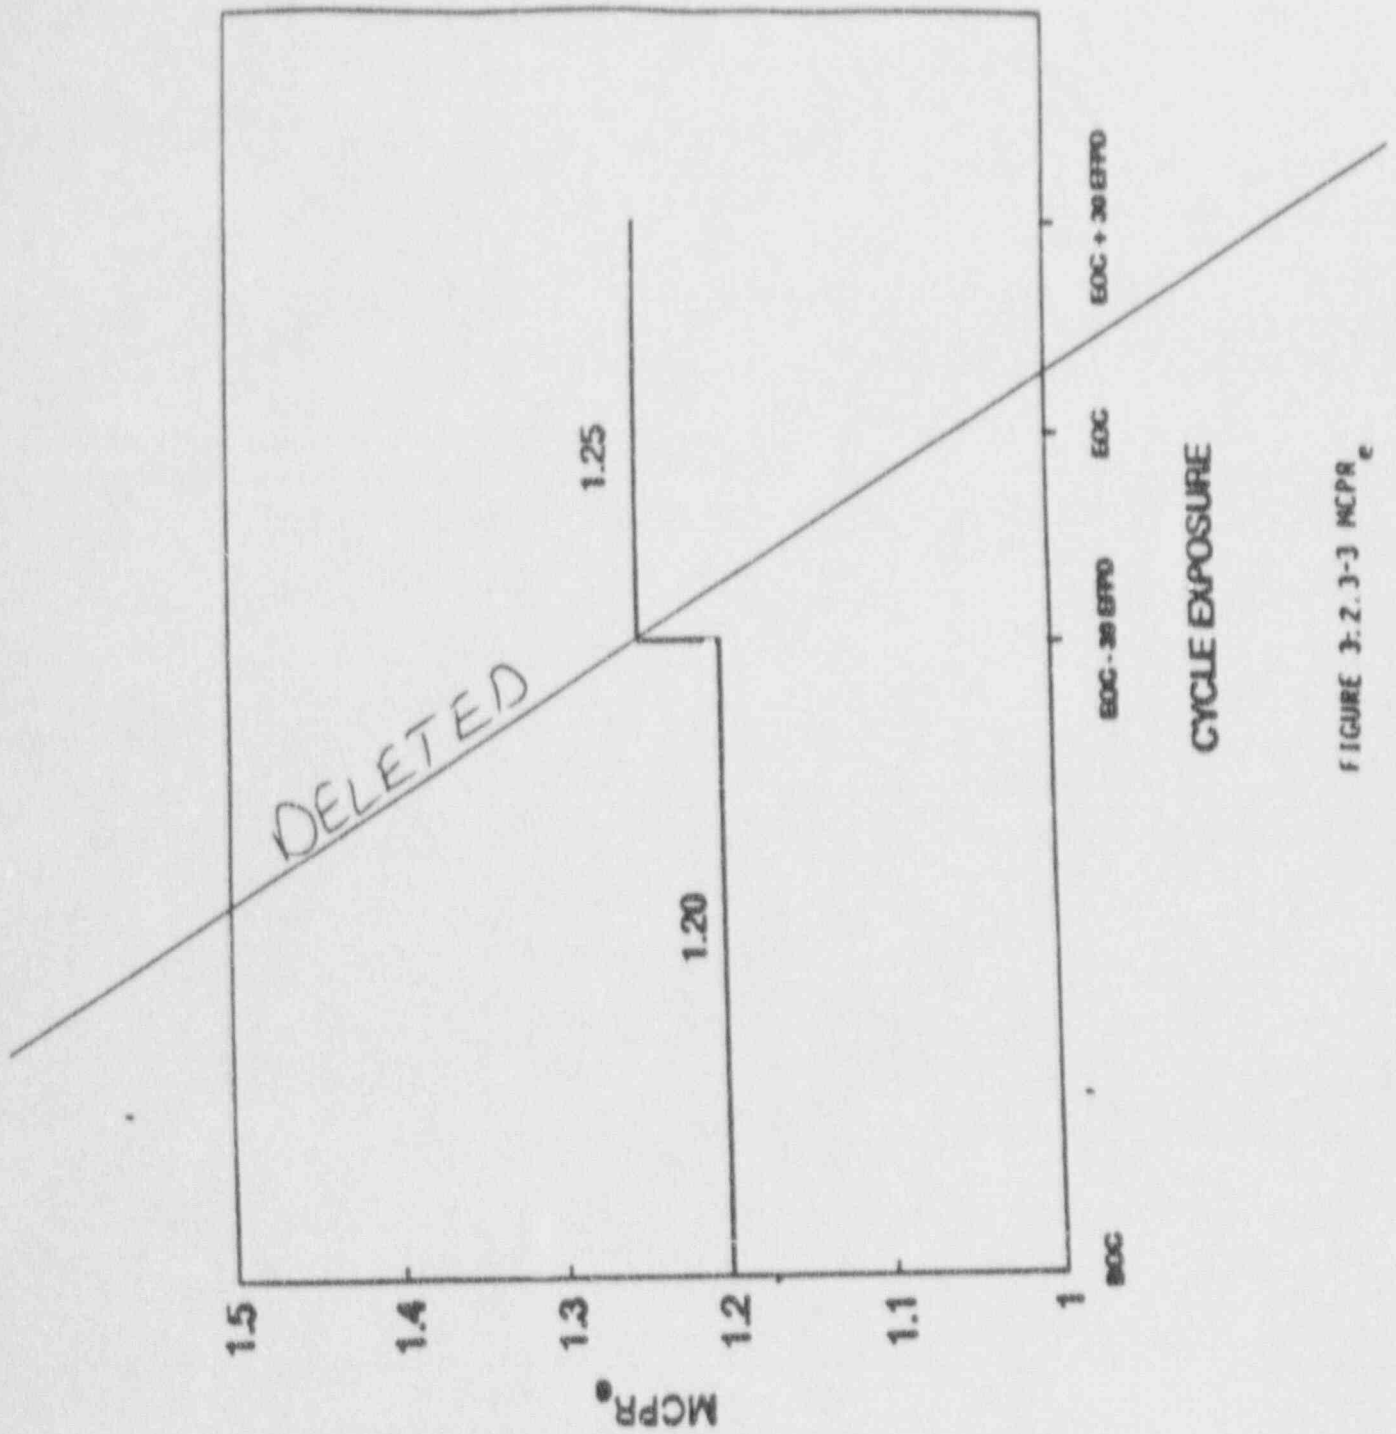 1.5
1.4
1.3
1.2
1.1
1
MCPRe
DELETED
1.20
1.25
BOC
EOC - 30 EFPD
EOC
EOC + 30 EFPD
CYCLE EXPOSURE
FIGURE 3.2.3-3 MCPRe